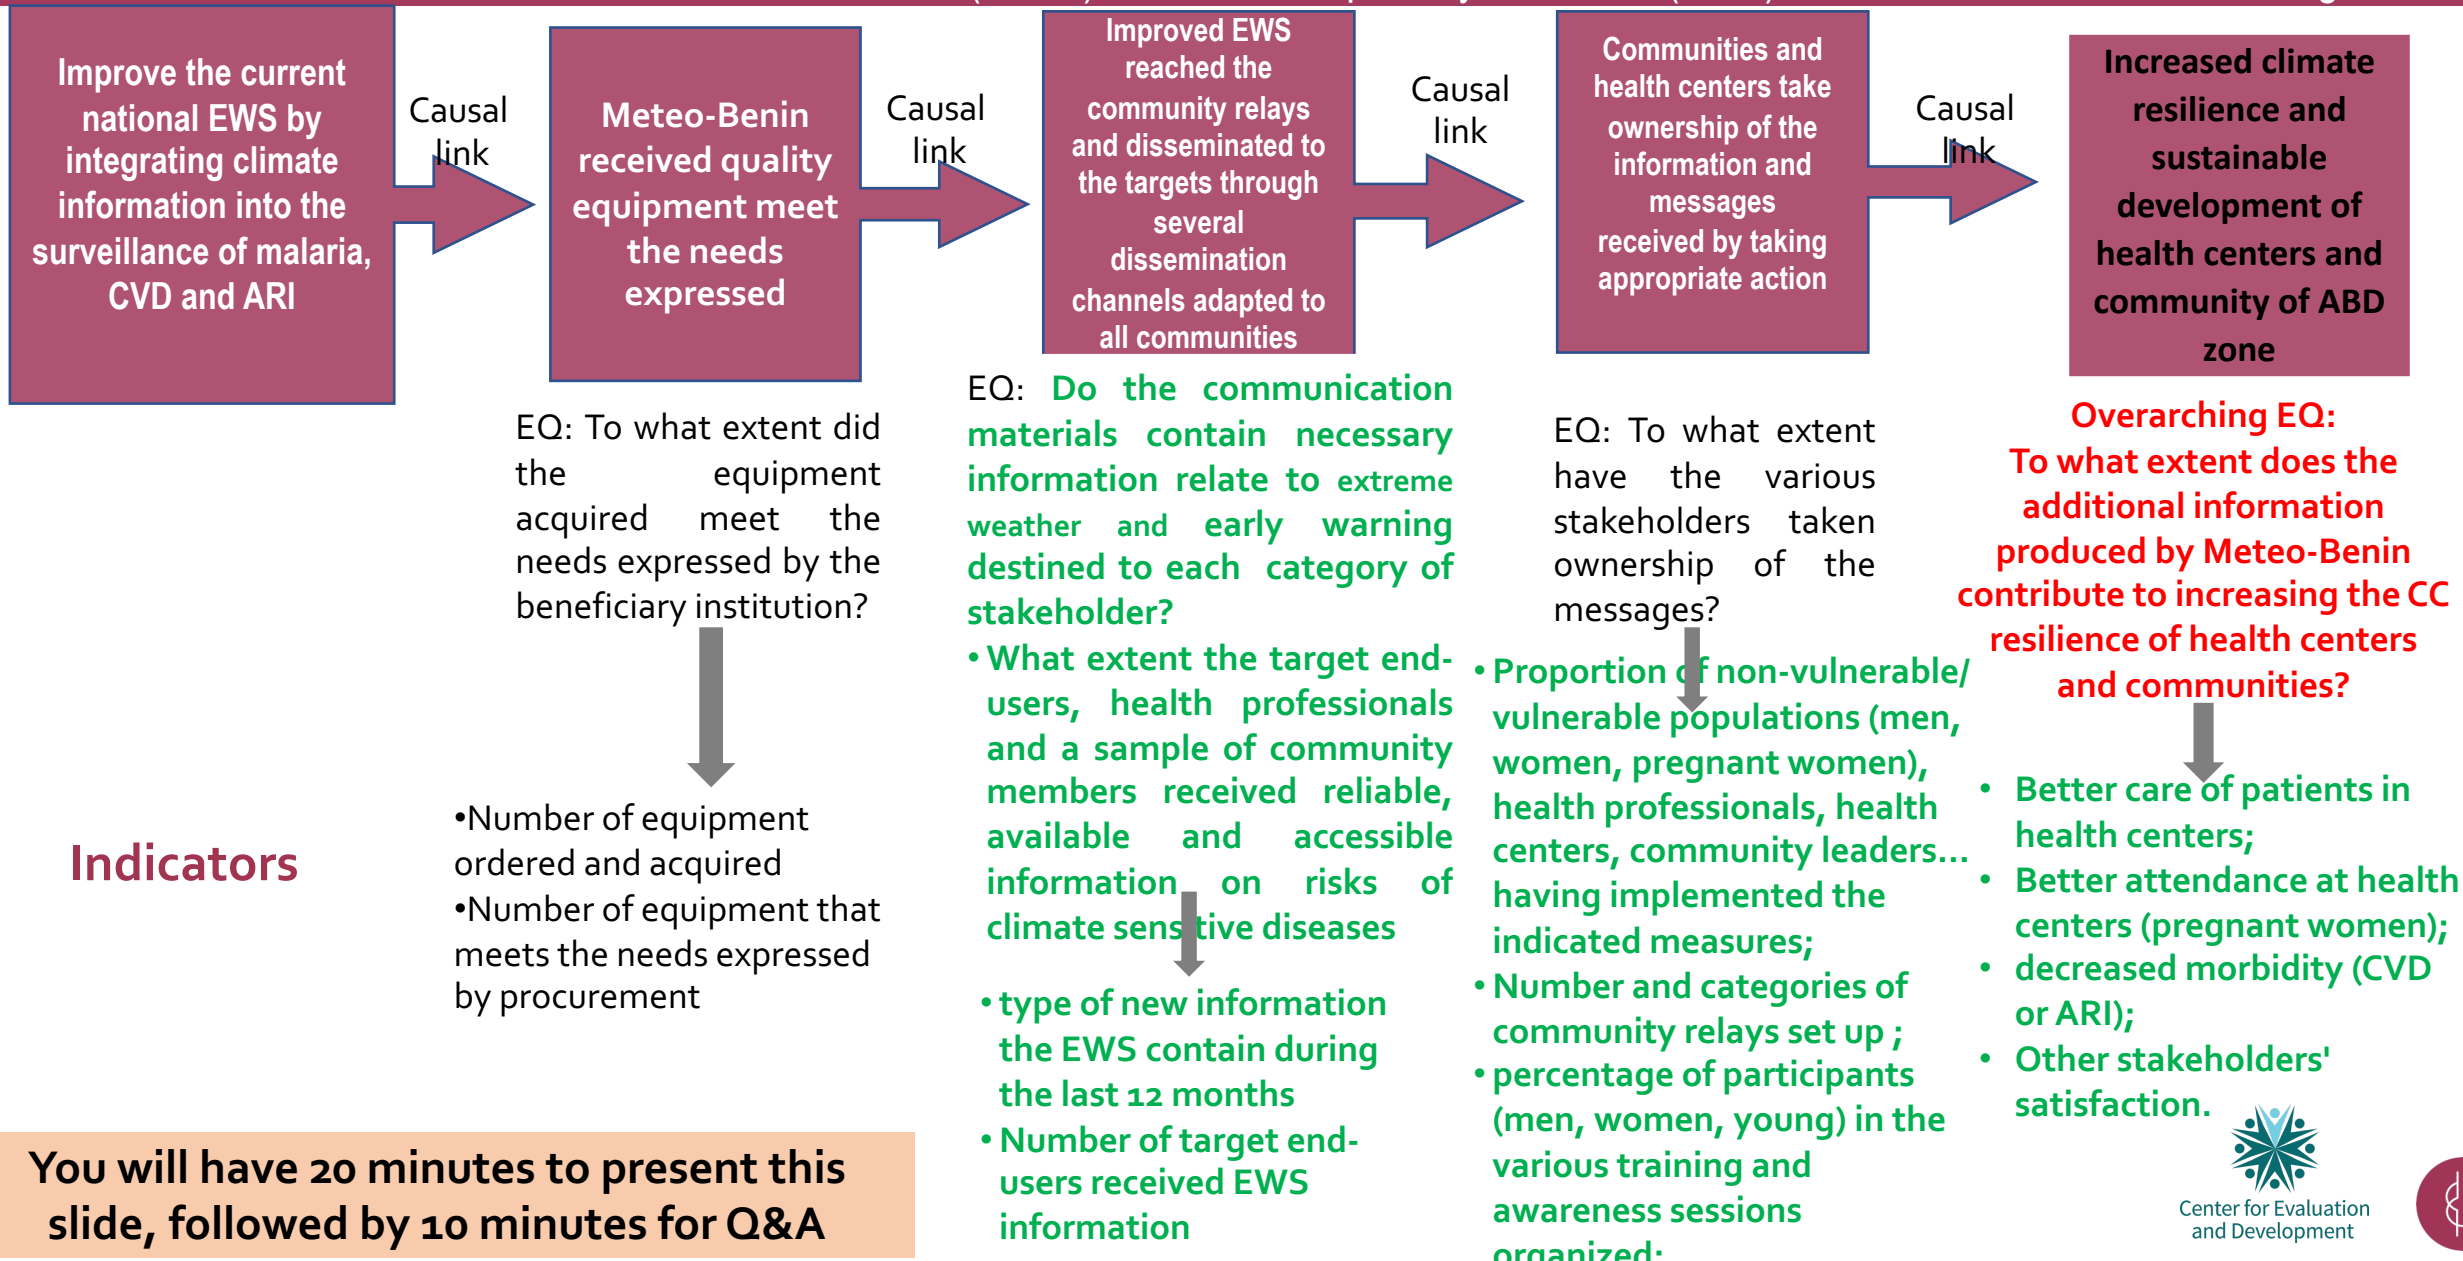 Improve the current
national EWS by
integrating climate
information into the
surveillance of malaria,
CVD and ARI
Causal
link
Meteo-Benin
received quality
equipment meet
the needs
expressed
Causal
link
Improved EWS
reached the
community relays
and disseminated to
the targets through
several
dissemination
channels adapted to
all communities
Causal
link
Communities and
health centers take
ownership of the
information and
messages
received by taking
appropriate action
Causal
link
Increased climate
resilience and
sustainable
development of
health centers and
community of ABD
zone
EQ: To what extent did
the equipment
acquired meet the
needs expressed by the
beneficiary institution?
EQ: Do the communication
materials contain necessary
information relate to extreme
weather and early warning
destined to each category of
stakeholder?
• What extent the target end-
users, health professionals
and a sample of community
members received reliable,
available and accessible
information on risks of
climate sensitive diseases
EQ: To what extent
have the various
stakeholders taken
ownership of the
messages?
Overarching EQ:
To what extent does the
additional information
produced by Meteo-Benin
contribute to increasing the CC
resilience of health centers
and communities?
Indicators
•Number of equipment
ordered and acquired
•Number of equipment that
meets the needs expressed
by procurement
• type of new information
the EWS contain during
the last 12 months
• Number of target end-
users received EWS
information
• Proportion of non-vulnerable/
vulnerable populations (men,
women, pregnant women),
health professionals, health
centers, community leaders...
having implemented the
indicated measures;
• Number and categories of
community relays set up ;
• percentage of participants
(men, women, young) in the
various training and
awareness sessions
organized;
• Better care of patients in
health centers;
• Better attendance at health
centers (pregnant women);
• decreased morbidity (CVD
or ARI);
• Other stakeholders'
satisfaction.
You will have 20 minutes to present this
slide, followed by 10 minutes for Q&A
Center for Evaluation
and Development